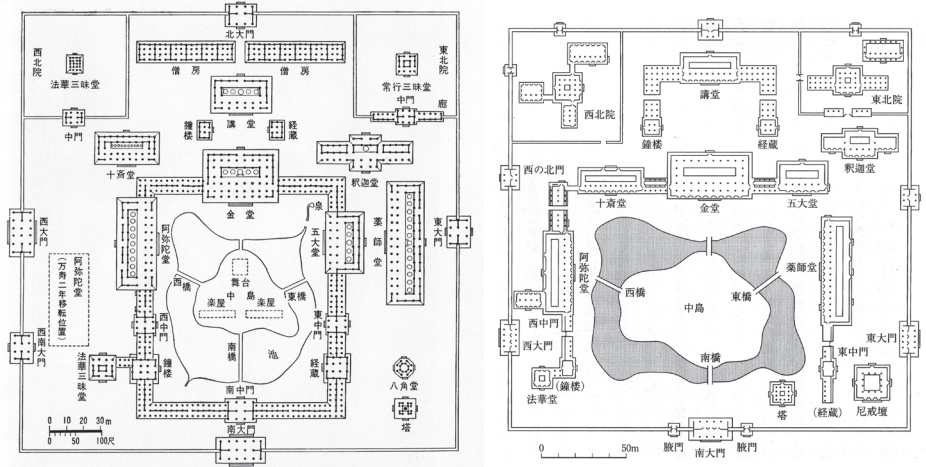 北大門
西北院
法華三昧堂
僧房
僧房
東北院
常行三昧堂
中門
廊
講堂
鐘楼
経蔵
中門
十斎堂
釈迦堂
金堂
泉
西大門
阿弥陀堂
(万寿二年移転位置)
阿弥陀堂
五大堂
薬師堂
東大門
舞台
西橋
中島
東橋
楽屋
楽屋
西中門
東中門
西南大門
南橋
池
法華三昧堂
鐘楼
経蔵
八角堂
南中門
塔
南大門
0 10 20 30m
0 50 100尺
講堂
西北院
東北院
鐘楼
経蔵
釈迦堂
西の北門
十斎堂
金堂
五大堂
阿弥陀堂
薬師堂
西橋
東橋
中島
西中門
西大門
東大門
東中門
南橋
法華堂
(鐘楼)
塔
(経蔵)
尼戒壇
腋門
南大門
腋門
0 50m